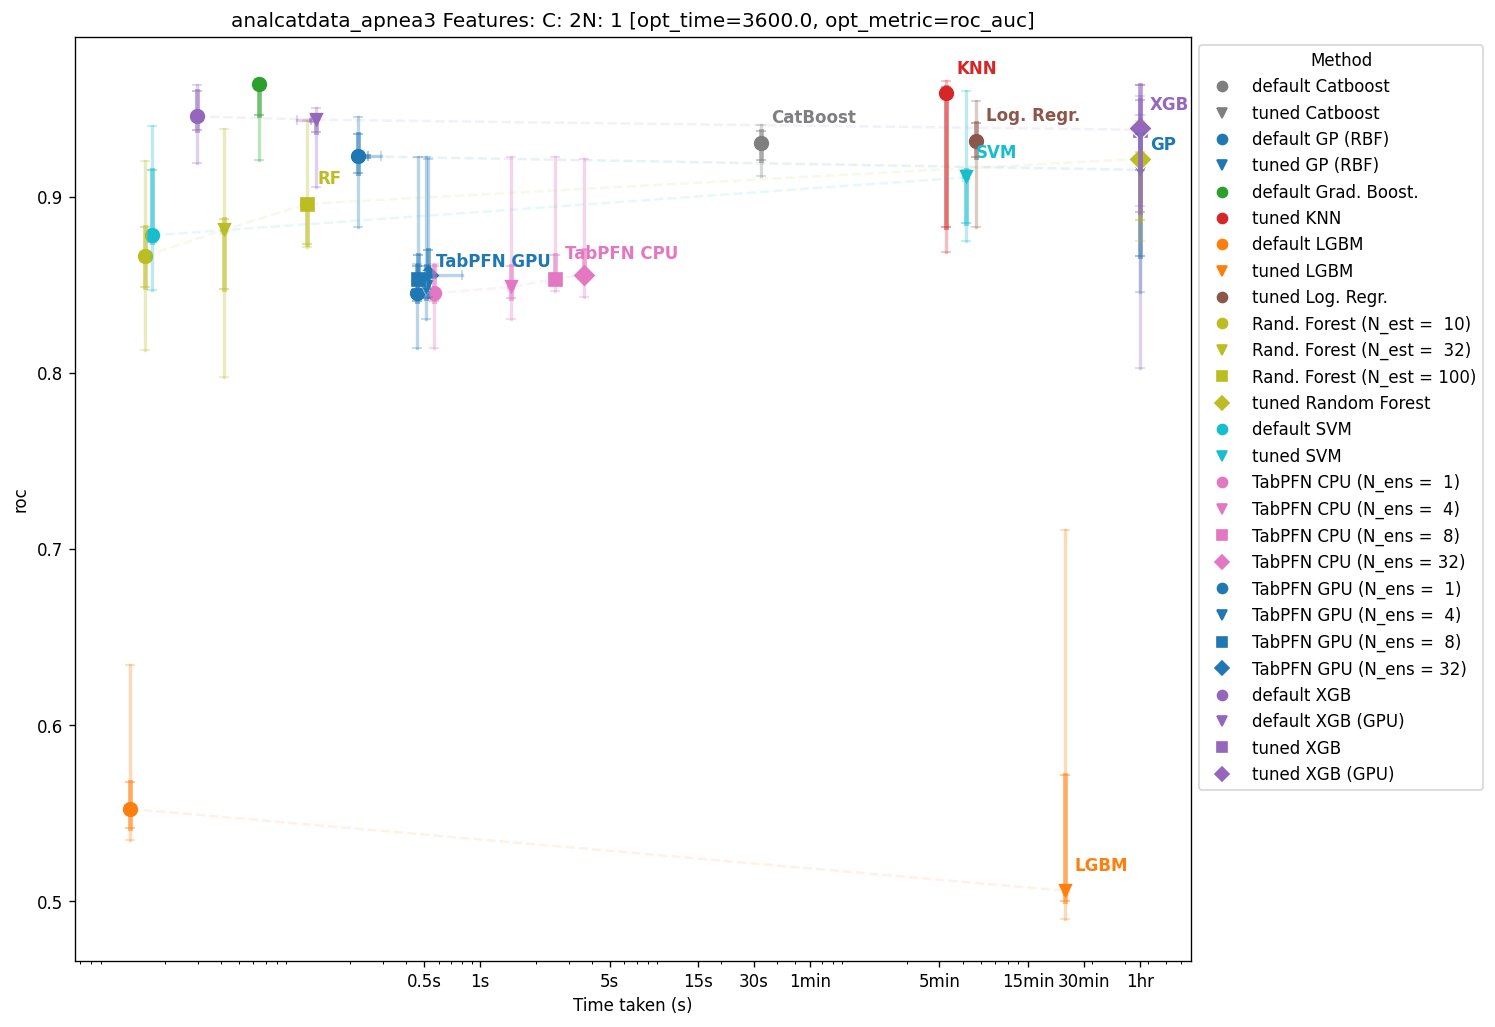 analcatdata_apnea3 Features: C: 2N: 1 [opt_time=3600.0, opt_metric=roc_auc]
roc
0.9
0.8
0.7
0.6
0.5
KNN
XGB
CatBoost
Log. Regr.
GP
SVM
RF
TabPFN GPU
TabPFN CPU
LGBM
0.5s 1s 5s 15s 30s 1min 5min 15min 30min 1hr
Time taken (s)
Method
default Catboost
tuned Catboost
default GP (RBF)
tuned GP (RBF)
default Grad. Boost.
tuned KNN
default LGBM
tuned LGBM
tuned Log. Regr.
Rand. Forest (N_est =  10)
Rand. Forest (N_est =  32)
Rand. Forest (N_est = 100)
tuned Random Forest
default SVM
tuned SVM
TabPFN CPU (N_ens =  1)
TabPFN CPU (N_ens =  4)
TabPFN CPU (N_ens =  8)
TabPFN CPU (N_ens = 32)
TabPFN GPU (N_ens =  1)
TabPFN GPU (N_ens =  4)
TabPFN GPU (N_ens =  8)
TabPFN GPU (N_ens = 32)
default XGB
default XGB (GPU)
tuned XGB
tuned XGB (GPU)